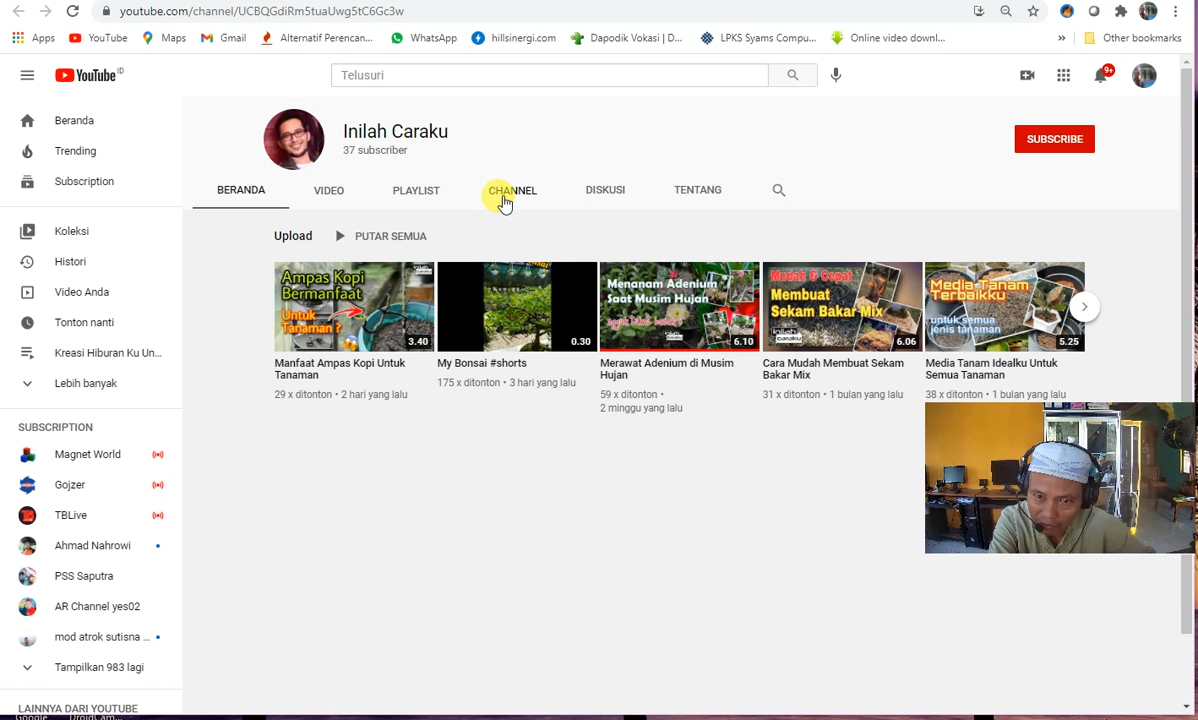 youtube.com/channel/UCBQGdiRm5tuaUwg5tC6Gc3w
Apps
YouTube
Maps
Gmail
Alternatif Perencan...
WhatsApp
hillsinergi.com
Dapodik Vokasi | D...
LPKS Syams Compu...
Online video downl...
»
Other bookmarks
YouTube ID
Telusuri
9+
Beranda
Trending
Subscription
Koleksi
Histori
Video Anda
Tonton nanti
Kreasi Hiburan Ku Un...
Lebih banyak
SUBSCRIPTION
Magnet World
Gojzer
TBLive
Ahmad Nahrowi
PSS Saputra
AR Channel yes02
mod atrok sutisna ...
Tampilkan 983 lagi
LAINNYA DARI YOUTUBE
Inilah Caraku
37 subscriber
SUBSCRIBE
BERANDA
VIDEO
PLAYLIST
CHANNEL
DISKUSI
TENTANG
Upload
PUTAR SEMUA
Ampas Kopi
Bermanfaat
Untuk
Tanaman ?
3.40
Manfaat Ampas Kopi Untuk
Tanaman
29 x ditonton • 2 hari yang lalu
0.30
My Bonsai #shorts
175 x ditonton • 3 hari yang lalu
Menanam Adenium
Saat Musim Hujan
6.10
Merawat Adenium di Musim
Hujan
59 x ditonton •
2 minggu yang lalu
Mudah & Cepat
Membuat
Sekam Bakar Mix
6.06
Cara Mudah Membuat Sekam
Bakar Mix
31 x ditonton • 1 bulan yang lalu
Media Tanam
Terbaikku
untuk semua
jenis tanaman
5.25
Media Tanam Idealku Untuk
Semua Tanaman
38 x ditonton • 1 bulan yang lalu
Google
DroidCam...